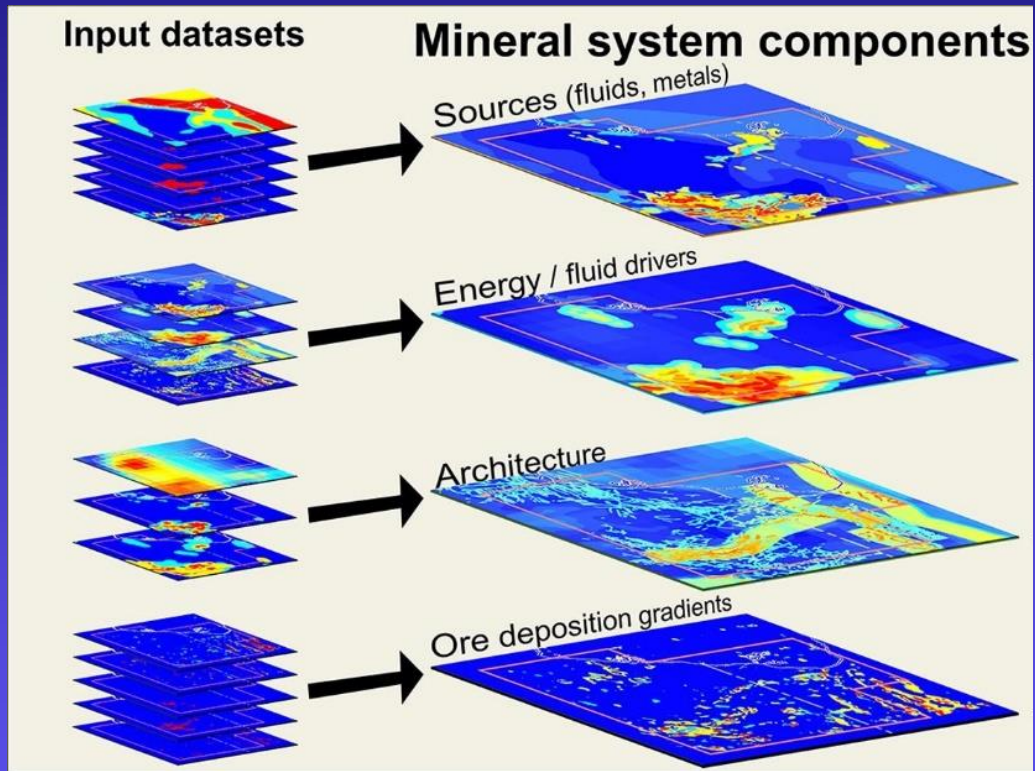 Input datasets
Mineral system components
Sources (fluids, metals)
Energy / fluid drivers
Architecture
Ore deposition gradients